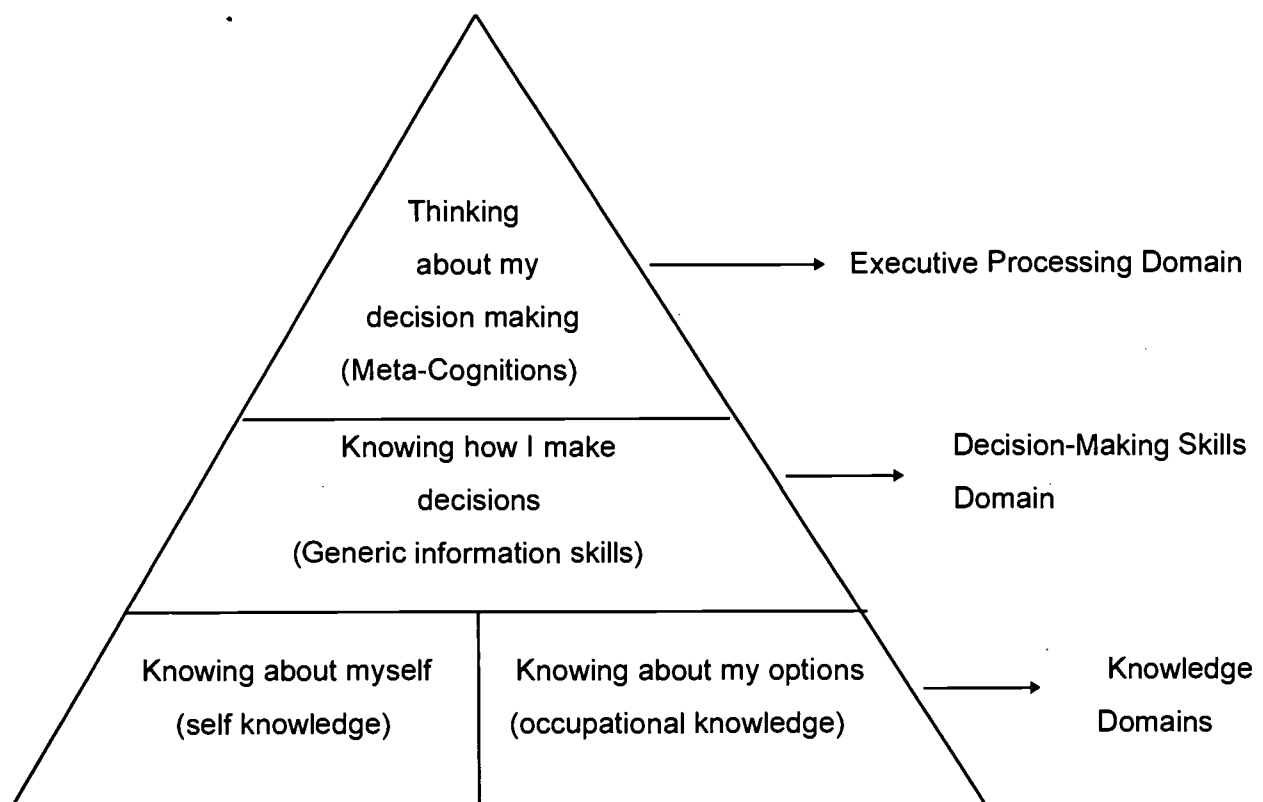 Thinking
about my
decision making
(Meta-Cognitions)
Executive Processing Domain
Knowing how I make
decisions
(Generic information skills)
Decision-Making Skills
Domain
Knowing about myself
(self knowledge)
Knowing about my options
(occupational knowledge)
Knowledge
Domains